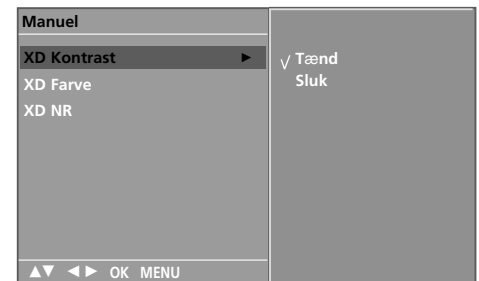 Manuel
XD Kontrast ►
XD Farve
XD NR
√ Tænd
Sluk
▲▼ ◄► OK MENU